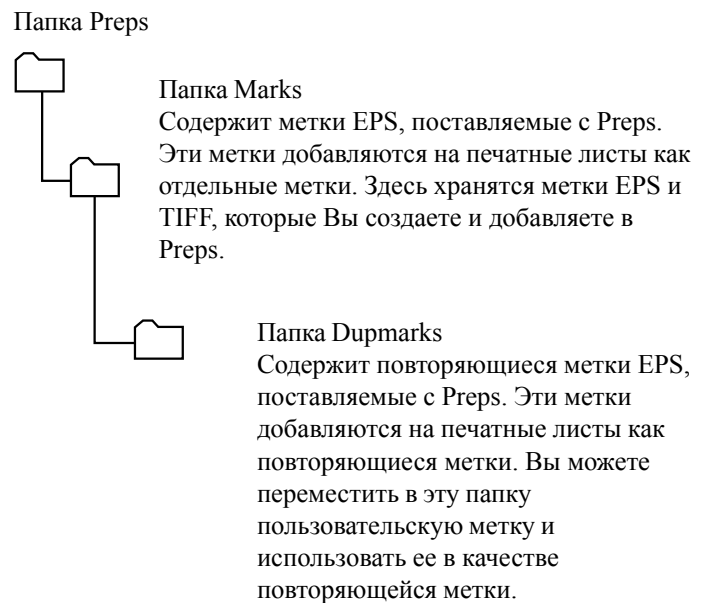 Папка Preps
Папка Marks
Содержит метки EPS, поставляемые с Preps.
Эти метки добавляются на печатные листы как
отдельные метки. Здесь хранятся метки EPS и
TIFF, которые Вы создаете и добавляете в
Preps.
Папка Dupmarks
Содержит повторяющиеся метки EPS,
поставляемые с Preps. Эти метки
добавляются на печатные листы как
повторяющиеся метки. Вы можете
переместить в эту папку
пользовательскую метку и
использовать ее в качестве
повторяющейся метки.